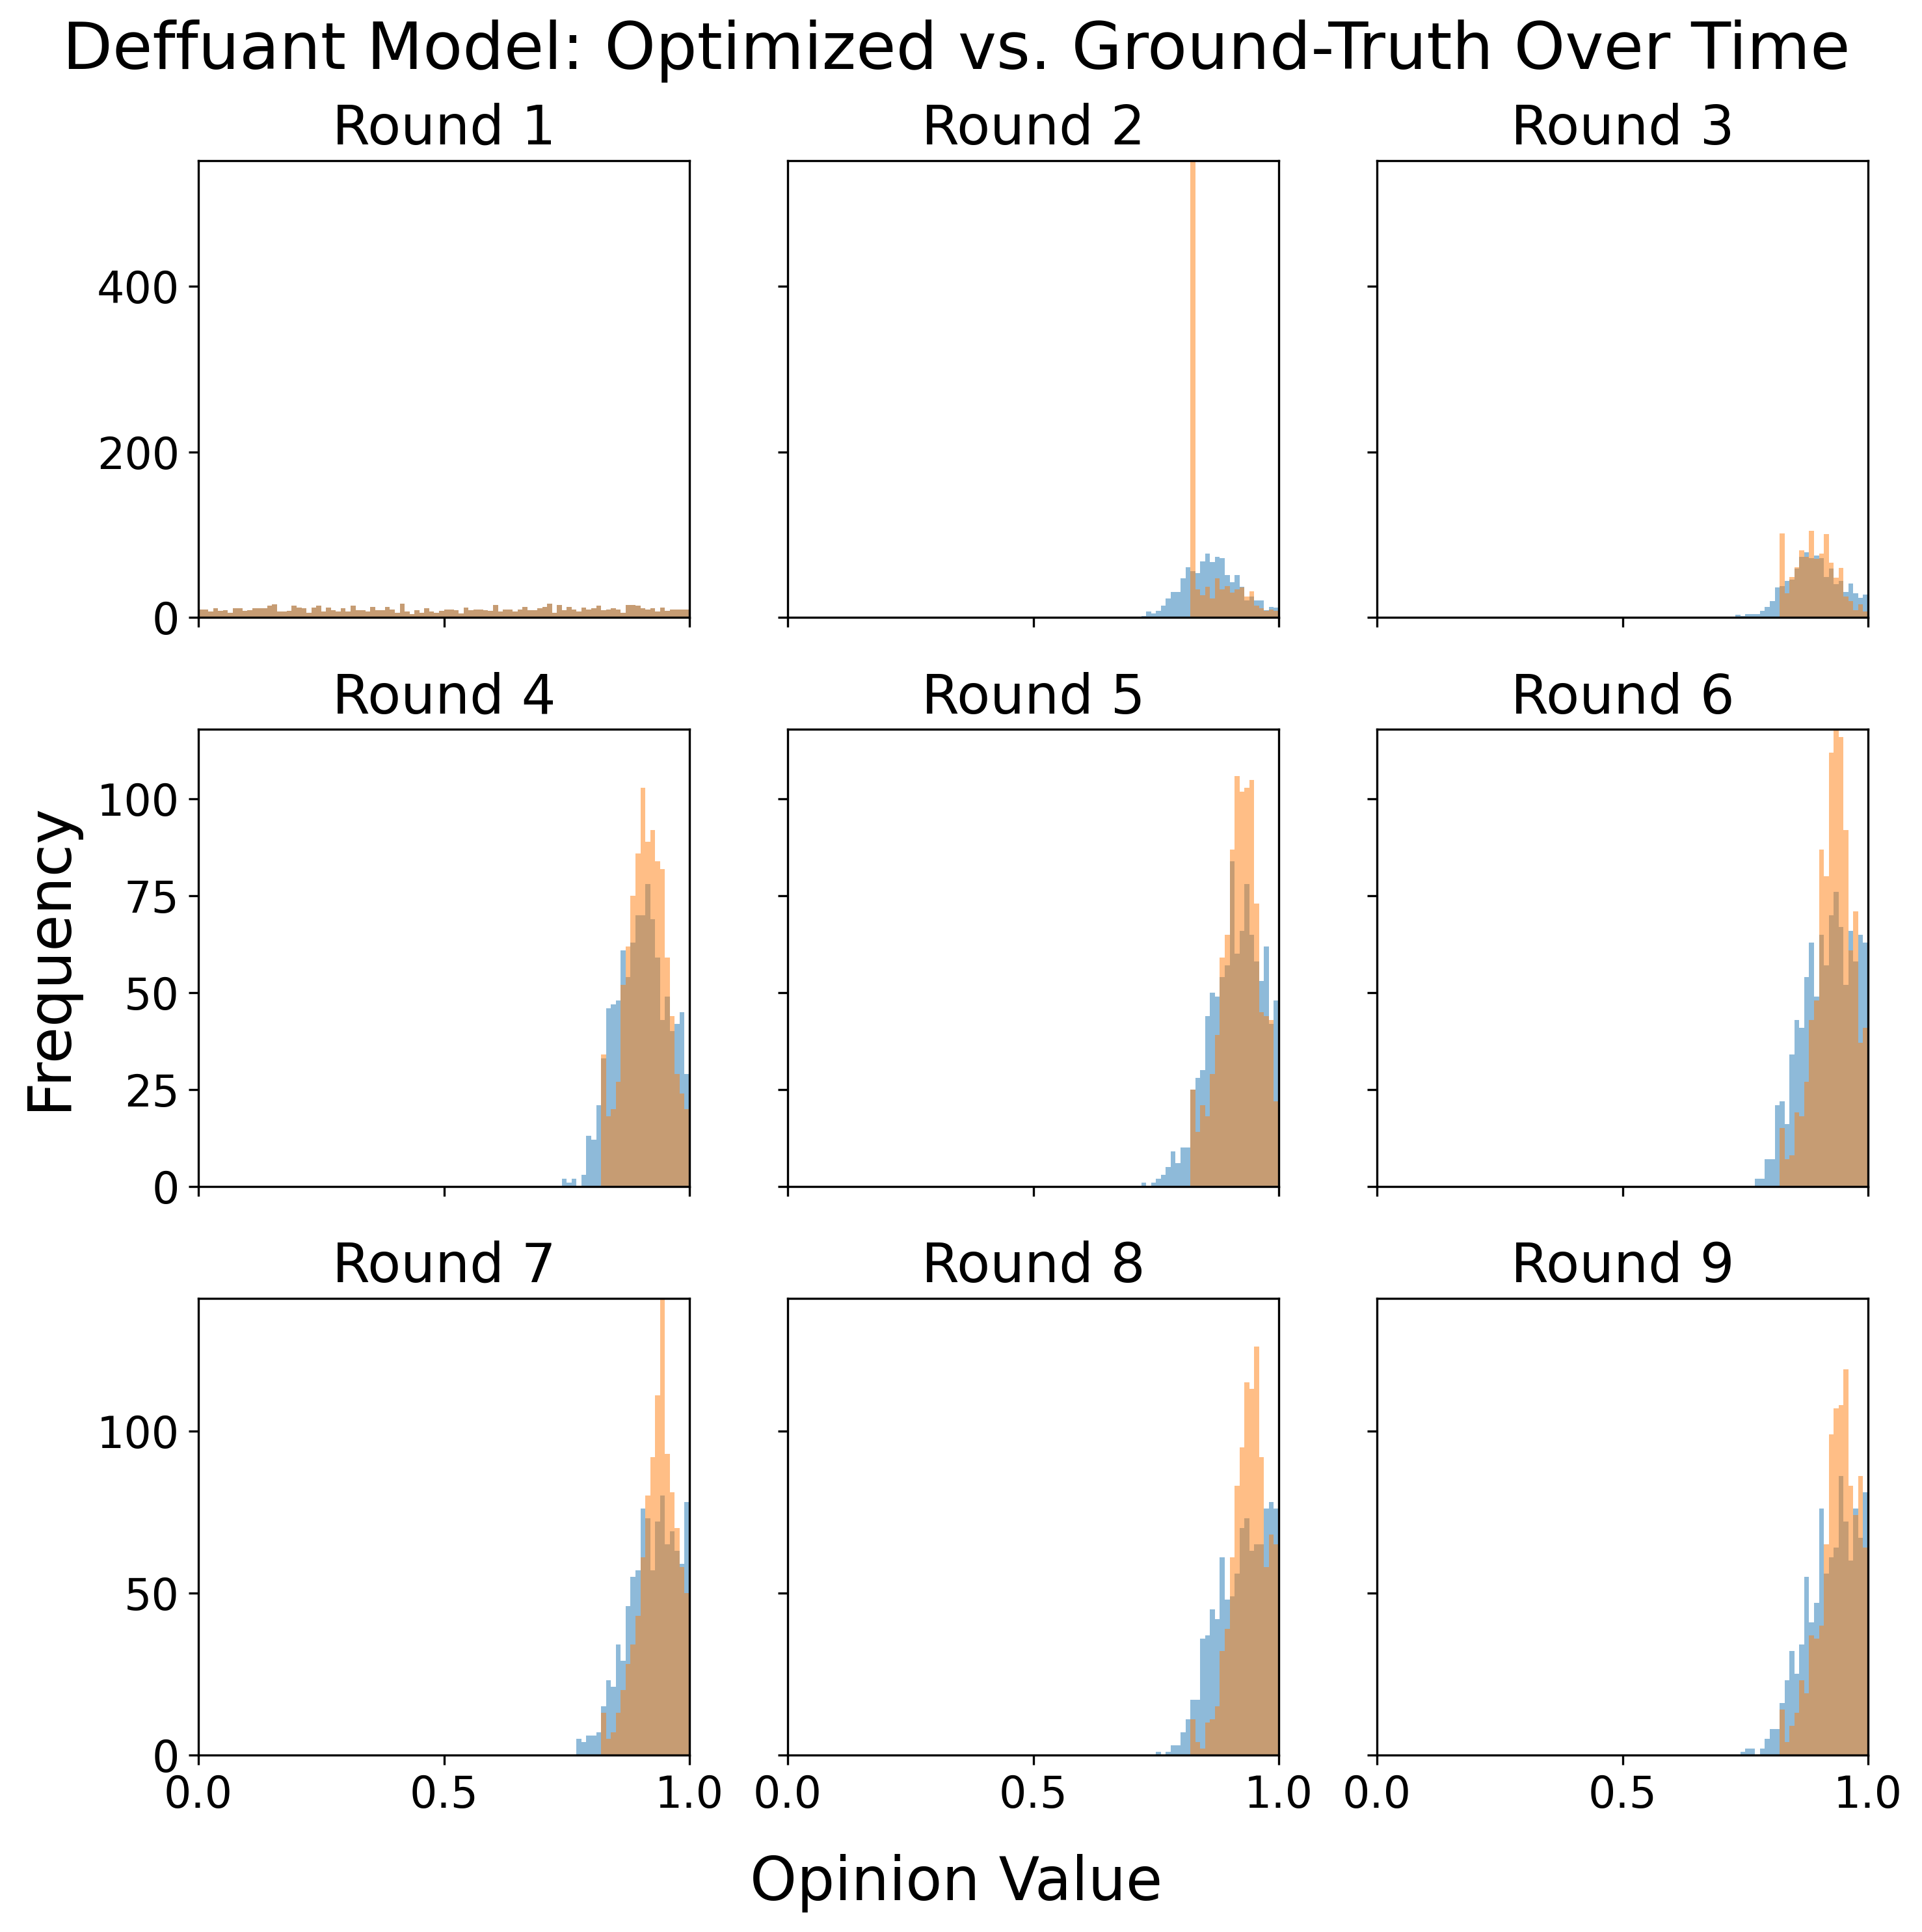 Deffuant Model: Optimized vs. Ground-Truth Over Time
Round 1
Round 2
Round 3
400
200
0
Round 4
Round 5
Round 6
100
75
50
25
0
Frequency
Round 7
Round 8
Round 9
100
50
0
0.0 0.5 1.0 0.0 0.5 1.0 0.0 0.5 1.0
Opinion Value